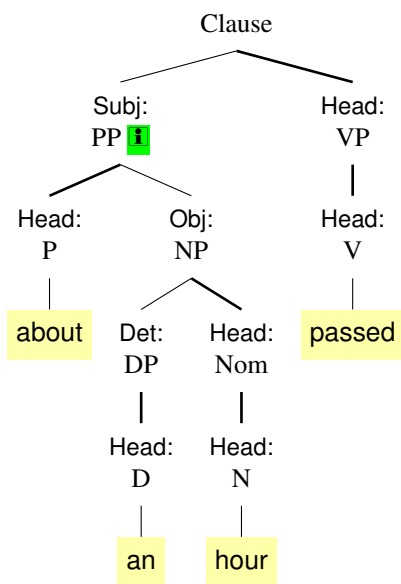 Clause
Subj: Head:
PP i VP
Head: Obj: Head:
P NP V
about Det: Head: passed
DP Nom
Head: Head:
D N
an hour